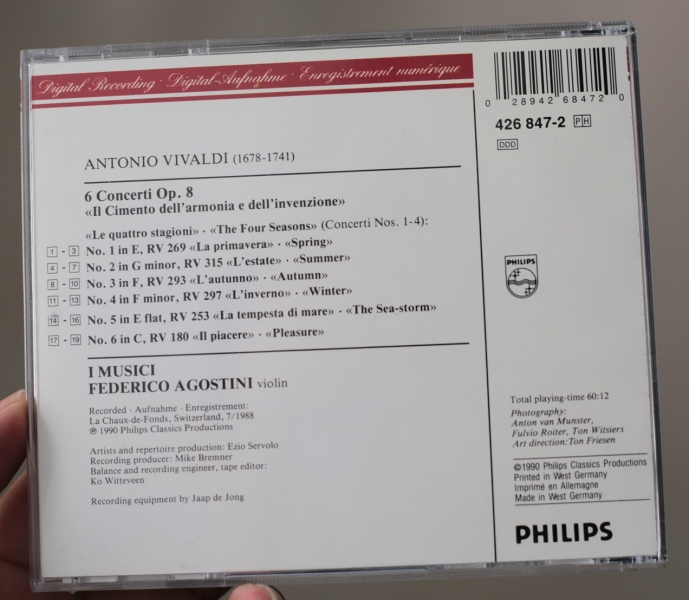 Digital Recording · Digital-Aufnahme · Enregistrement numérique
0 28942 68472 0
426 847-2 PH
DDD
ANTONIO VIVALDI (1678-1741)
6 Concerti Op. 8
«Il Cimento dell'armonia e dell'invenzione»
«Le quattro stagioni» · «The Four Seasons» (Concerti Nos. 1-4):
1 - 3 No. 1 in E, RV 269 «La primavera» · «Spring»
4 - 7 No. 2 in G minor, RV 315 «L'estate» · «Summer»
8 - 10 No. 3 in F, RV 293 «L'autunno» · «Autumn»
11 - 13 No. 4 in F minor, RV 297 «L'inverno» · «Winter»
14 - 16 No. 5 in E flat, RV 253 «La tempesta di mare» · «The Sea-storm»
17 - 19 No. 6 in C, RV 180 «Il piacere» · «Pleasure»
I MUSICI
FEDERICO AGOSTINI violin
Recorded · Aufnahme · Enregistrement:
La Chaux-de-Fonds, Switzerland, 7/1988
℗ 1990 Philips Classics Productions
Artists and repertoire production: Ezio Servolo
Recording producer: Mike Bremner
Balance and recording engineer, tape editor:
Ko Witteveen
Recording equipment by Jaap de Jong
PHILIPS
Total playing-time 60:12
Photography:
Anton van Munster,
Fulvio Roiter, Ton Witsiers
Art direction: Ton Friesen
©1990 Philips Classics Productions
Printed in West Germany
Imprimé en Allemagne
Made in West Germany
PHILIPS